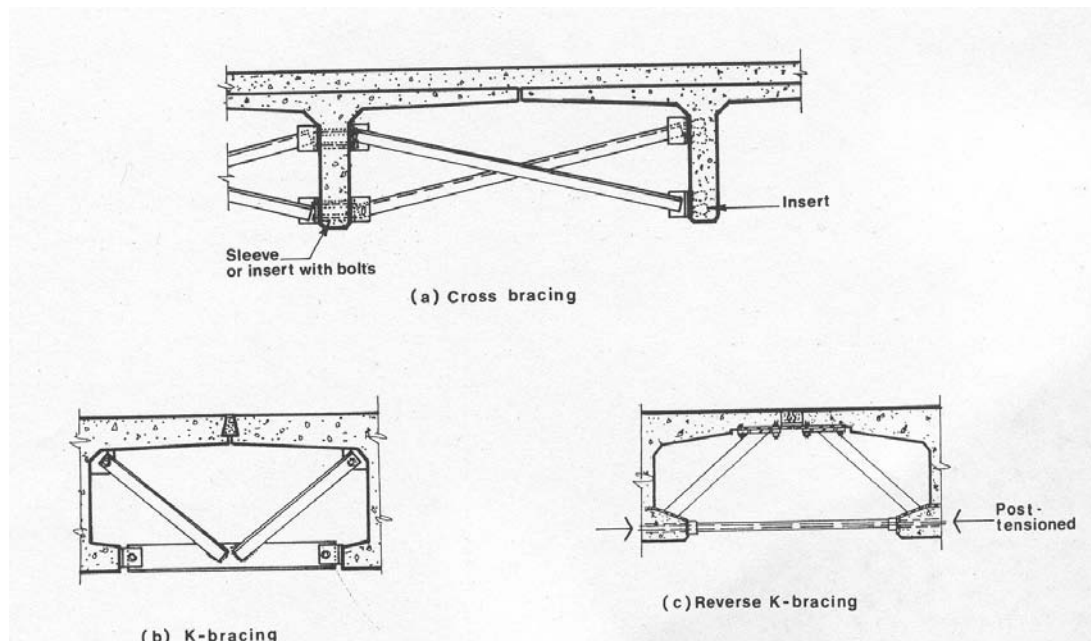 Insert
Sleeve
or insert with bolts
(a) Cross bracing
Post-
tensioned
(c) Reverse K-bracing
(b) K-bracing